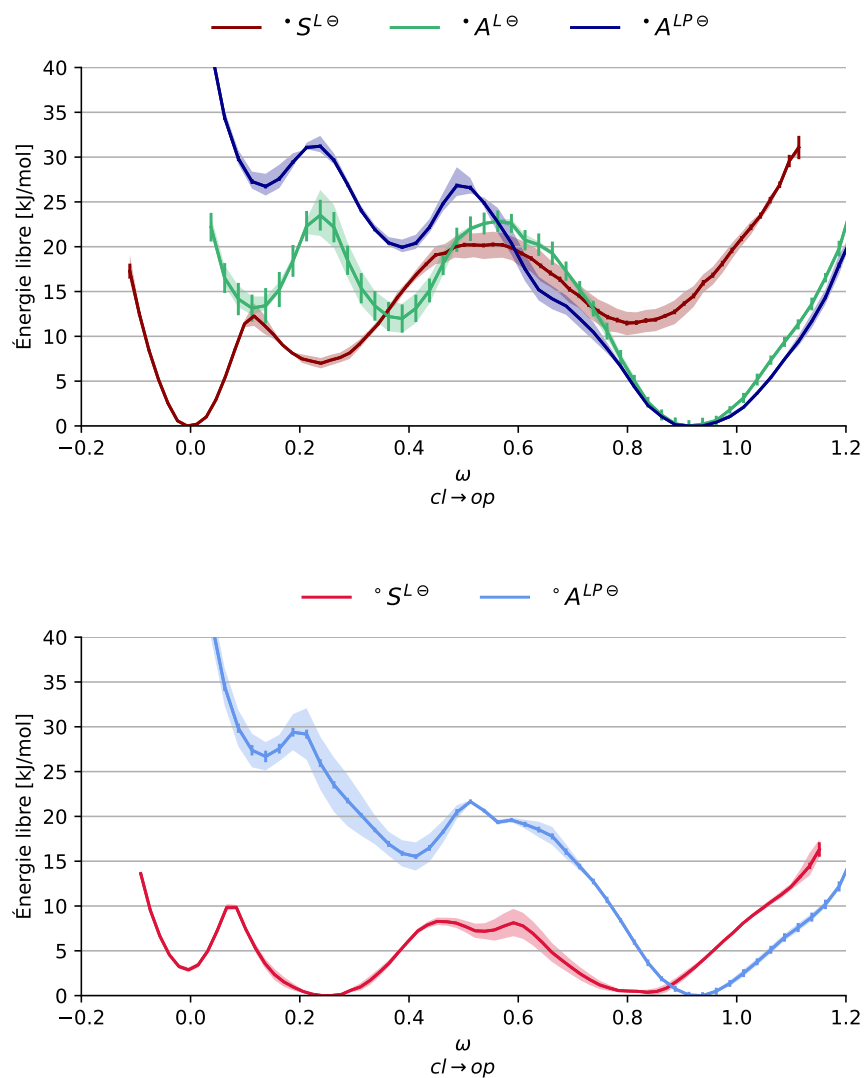 •S^{L⊖} •A^{L⊖} •A^{LP⊖}
40
35
30
25
20
15
10
5
0
Énergie libre [kJ/mol]
−0.2 0.0 0.2 0.4 0.6 0.8 1.0 1.2
ω
cl→op
°S^{L⊖} °A^{LP⊖}
40
35
30
25
20
15
10
5
0
Énergie libre [kJ/mol]
−0.2 0.0 0.2 0.4 0.6 0.8 1.0 1.2
ω
cl→op